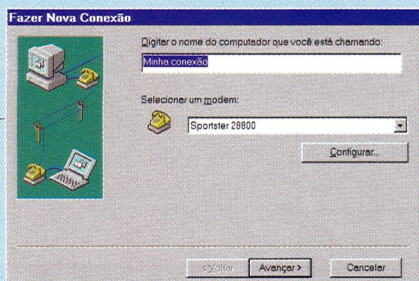 Fazer Nova Conexão
Digitar o nome do computador que você está chamando:
Minha conexão
Selecionar um modem:
Sportster 28800
Configurar...
< Voltar
Avançar >
Cancelar